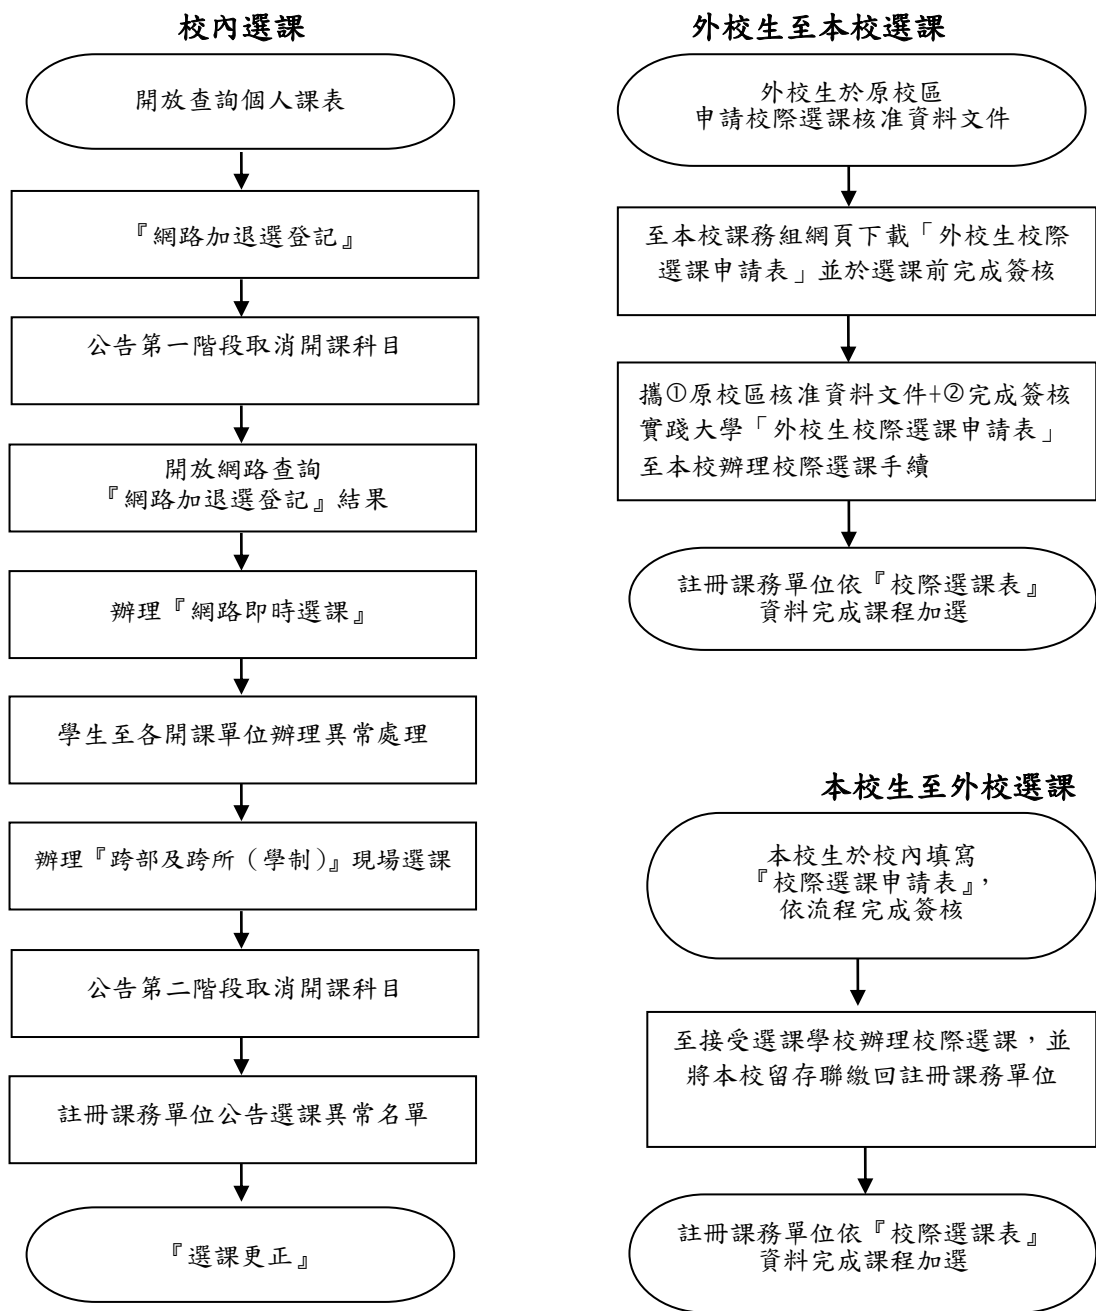 校內選課
開放查詢個人課表
『網路加退選登記』
公告第一階段取消開課科目
開放網路查詢
『網路加退選登記』結果
辦理『網路即時選課』
學生至各開課單位辦理異常處理
辦理『跨部及跨所（學制）』現場選課
公告第二階段取消開課科目
註冊課務單位公告選課異常名單
『選課更正』
外校生至本校選課
外校生於原校區
申請校際選課核准資料文件
至本校課務組網頁下載「外校生校際
選課申請表」並於選課前完成簽核
攜①原校區核准資料文件+②完成簽核
實踐大學「外校生校際選課申請表」
至本校辦理校際選課手續
註冊課務單位依『校際選課表』
資料完成課程加選
本校生至外校選課
本校生於校內填寫
『校際選課申請表』，
依流程完成簽核
至接受選課學校辦理校際選課，並
將本校留存聯繳回註冊課務單位
註冊課務單位依『校際選課表』
資料完成課程加選